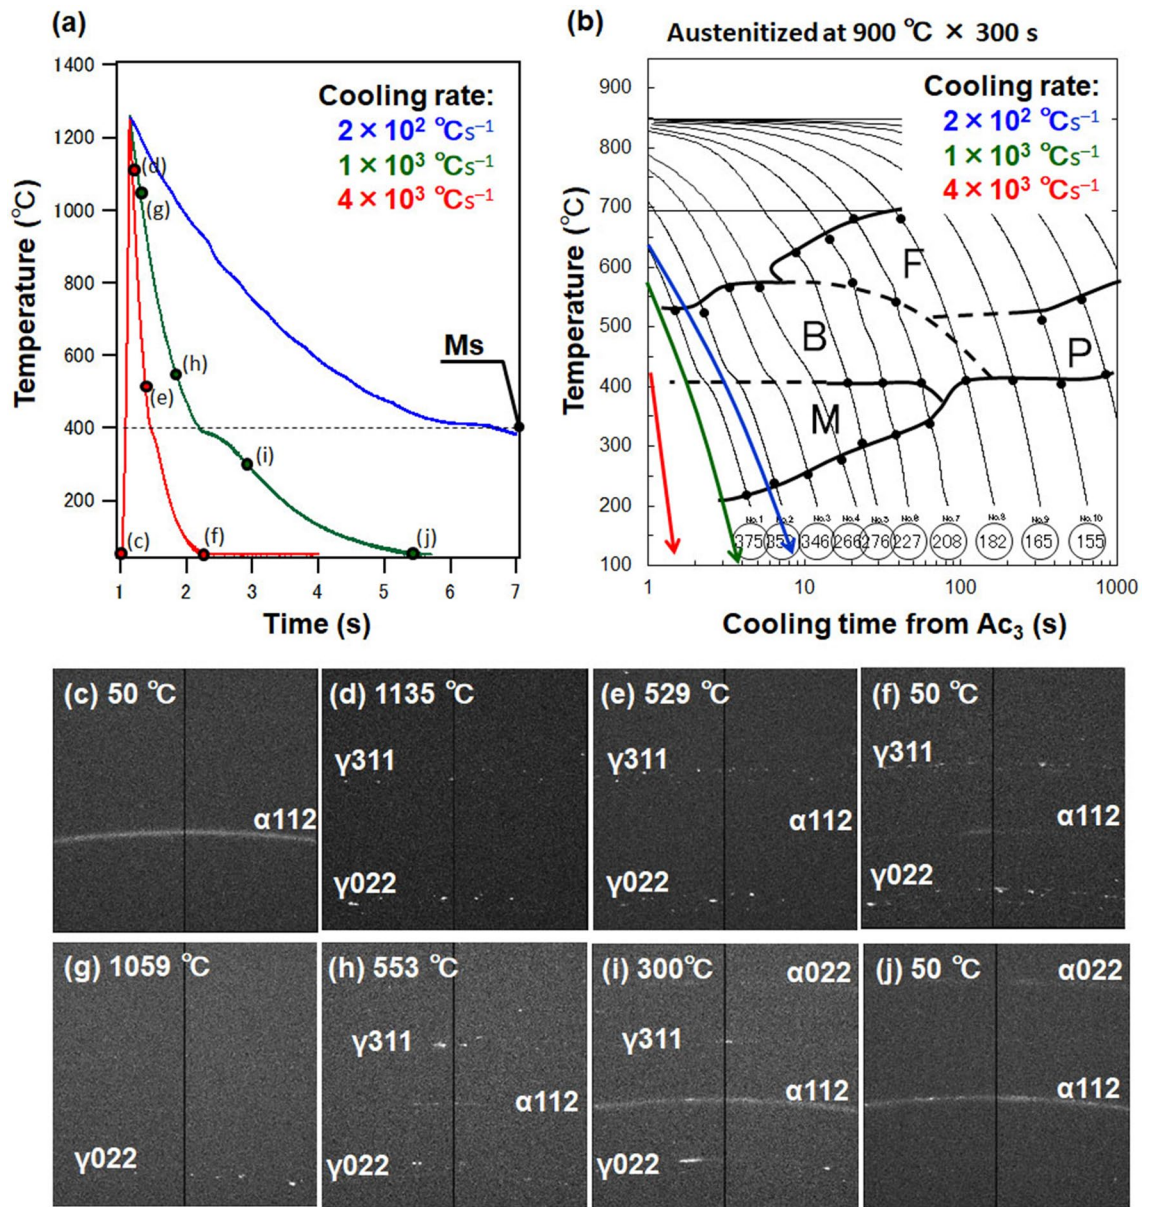 (a)
Cooling rate:
2 × 10² °Cs⁻¹
1 × 10³ °Cs⁻¹
4 × 10³ °Cs⁻¹
Temperature (°C)
1400
1200
1000
800
600
400
200
(d)
(g)
(h)
(e)
(i)
(c)
(f)
(j)
Ms
1 2 3 4 5 6 7
Time (s)
(b)
Austenitized at 900 °C × 300 s
Cooling rate:
2 × 10² °Cs⁻¹
1 × 10³ °Cs⁻¹
4 × 10³ °Cs⁻¹
Temperature (°C)
900
800
700
600
500
400
300
200
100
F
B
P
M
No.1 No.2 No.3 No.4 No.5 No.6 No.7 No.8 No.9 No.10
375 346 266 276 227 208 182 165 155
1 10 100 1000
Cooling time from Ac₃ (s)
(c) 50 °C
α112
(d) 1135 °C
γ311
γ022
(e) 529 °C
γ311
α112
γ022
(f) 50 °C
γ311
α112
γ022
(g) 1059 °C
γ022
(h) 553 °C
γ311
α112
γ022
(i) 300°C
α022
γ311
α112
γ022
(j) 50 °C
α022
α112